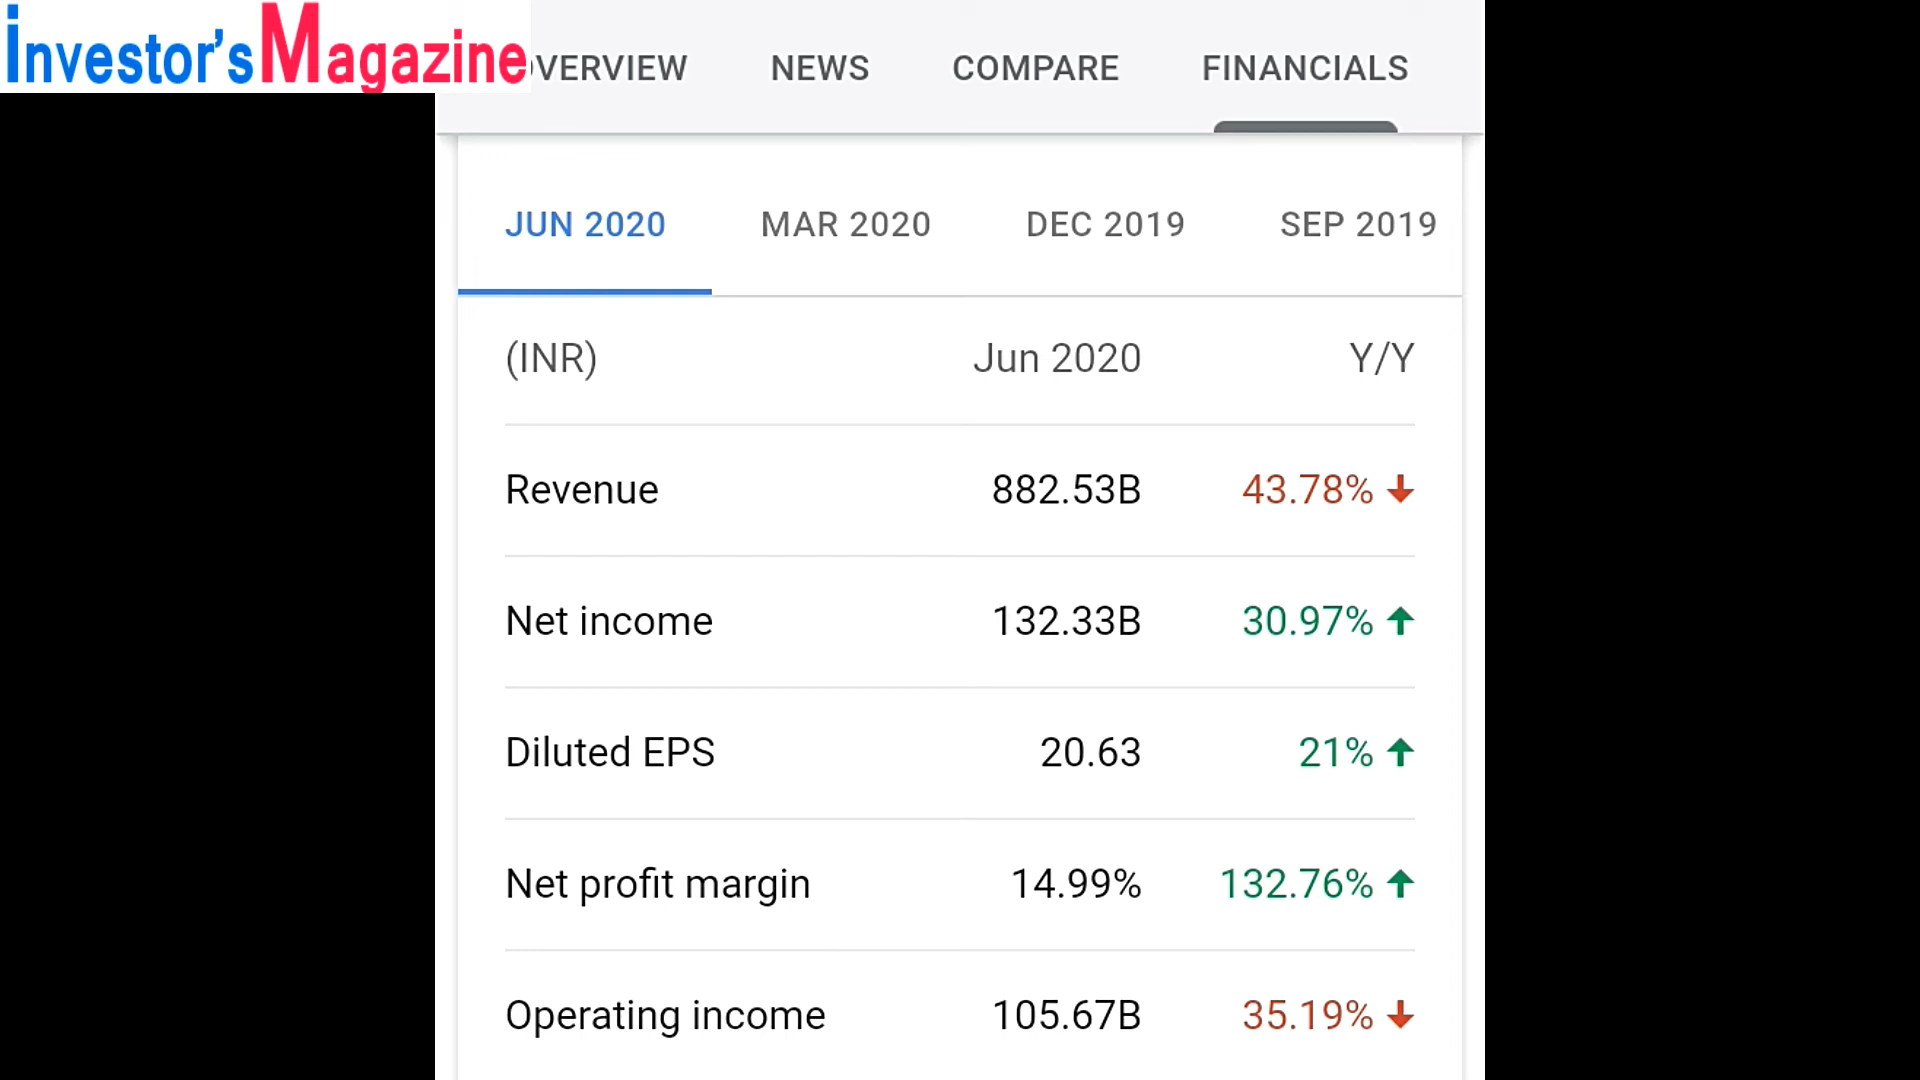 investor's Magazine
VERVIEW NEWS COMPARE FINANCIALS
JUN 2020 MAR 2020 DEC 2019 SEP 2019
(INR) Jun 2020 Y/Y
Revenue 882.53B 43.78%
Net income 132.33B 30.97%
Diluted EPS 20.63 21%
Net profit margin 14.99% 132.76%
Operating income 105.67B 35.19%